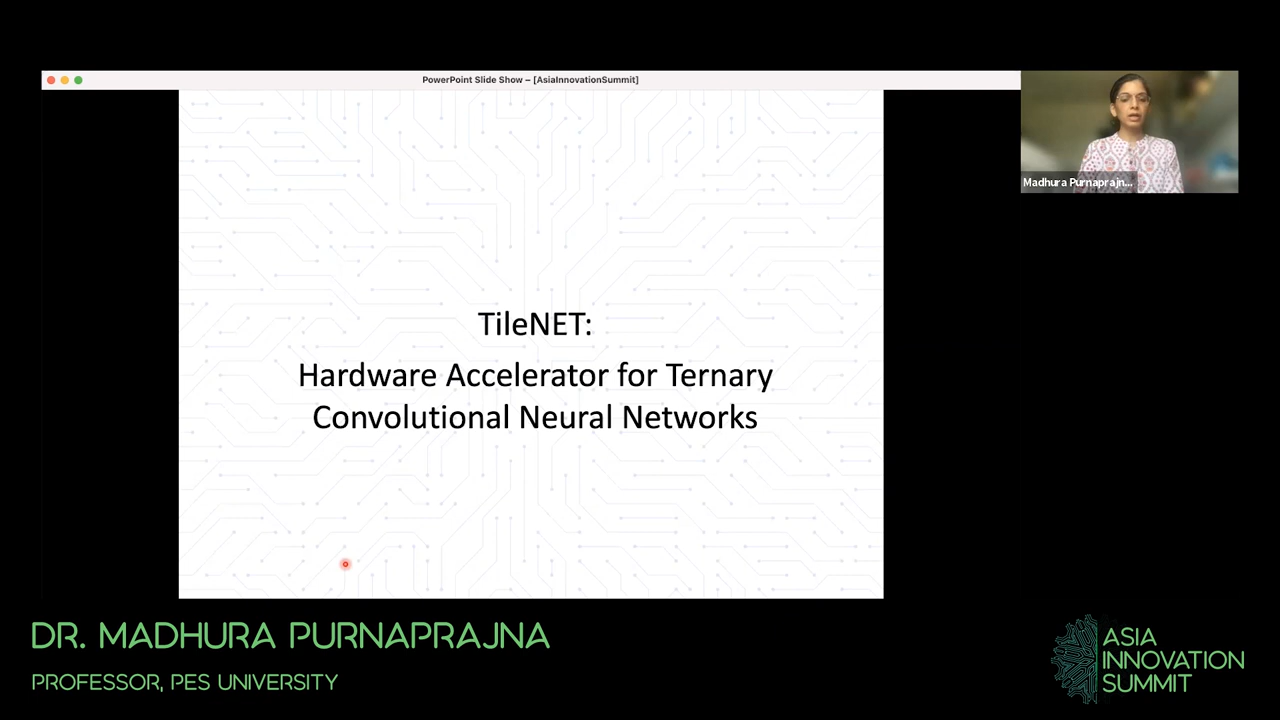 PowerPoint Slide Show – [AsiaInnovationSummit]
Madhura Purnaprajn...
TileNET:
Hardware Accelerator for Ternary
Convolutional Neural Networks
DR. MADHURA PURNAPRAJNA
PROFESSOR, PES UNIVERSITY
ASIA
INNOVATION
SUMMIT